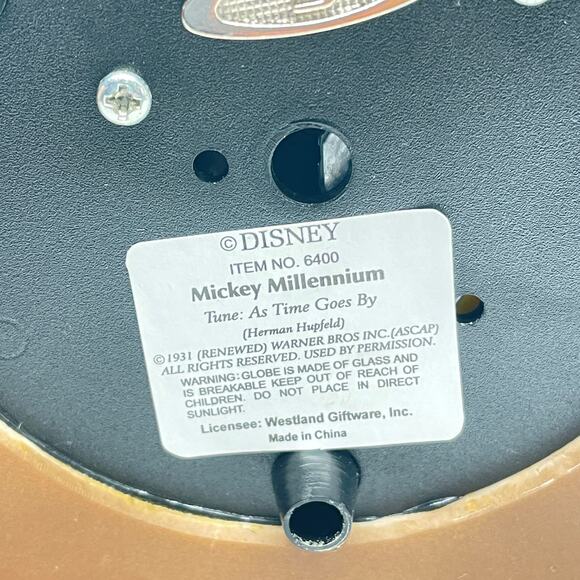 ©DISNEY
ITEM NO. 6400
Mickey Millennium
Tune: As Time Goes By
(Herman Hupfeld)
©1931 (RENEWED) WARNER BROS INC.(ASCAP)
ALL RIGHTS RESERVED. USED BY PERMISSION.
WARNING: GLOBE IS MADE OF GLASS AND
IS BREAKABLE KEEP OUT OF REACH OF
CHILDREN. DO NOT PLACE IN DIRECT
SUNLIGHT.
Licensee: Westland Giftware, Inc.
Made in China